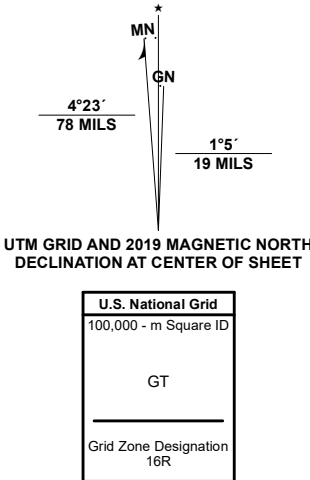 ★
MN
GN
4°23´
78 MILS
1°5´
19 MILS
UTM GRID AND 2019 MAGNETIC NORTH
DECLINATION AT CENTER OF SHEET
U.S. National Grid
100,000 - m Square ID
GT
Grid Zone Designation
16R